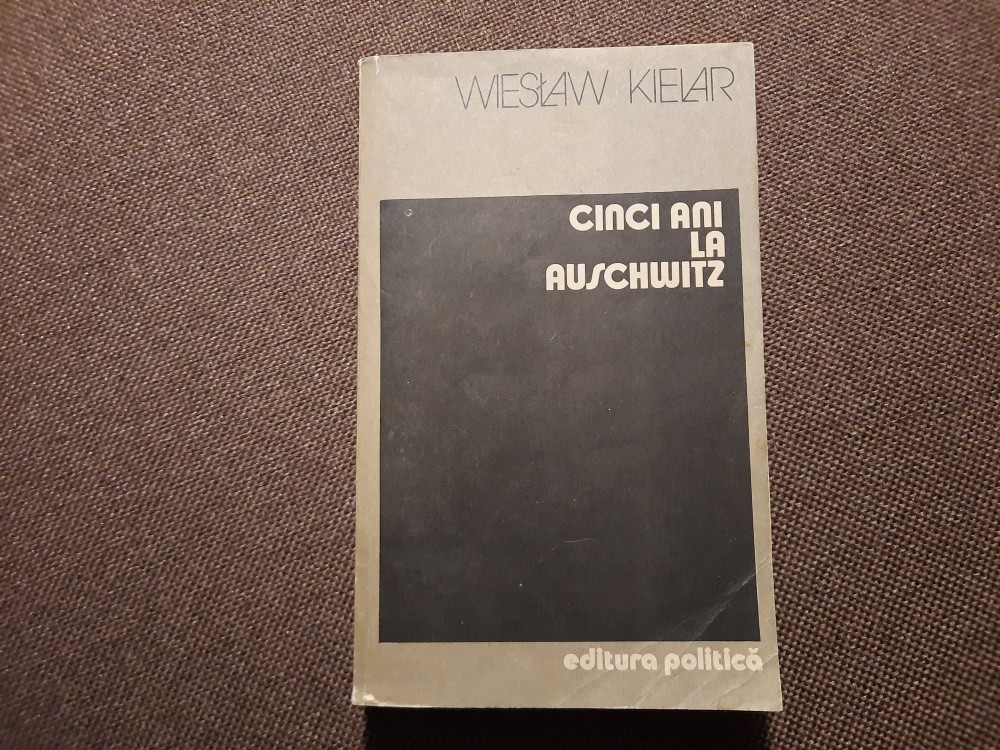 WIESŁAW KIELAR
CINCI ANI
LA
AUSCHWITZ
editura politică